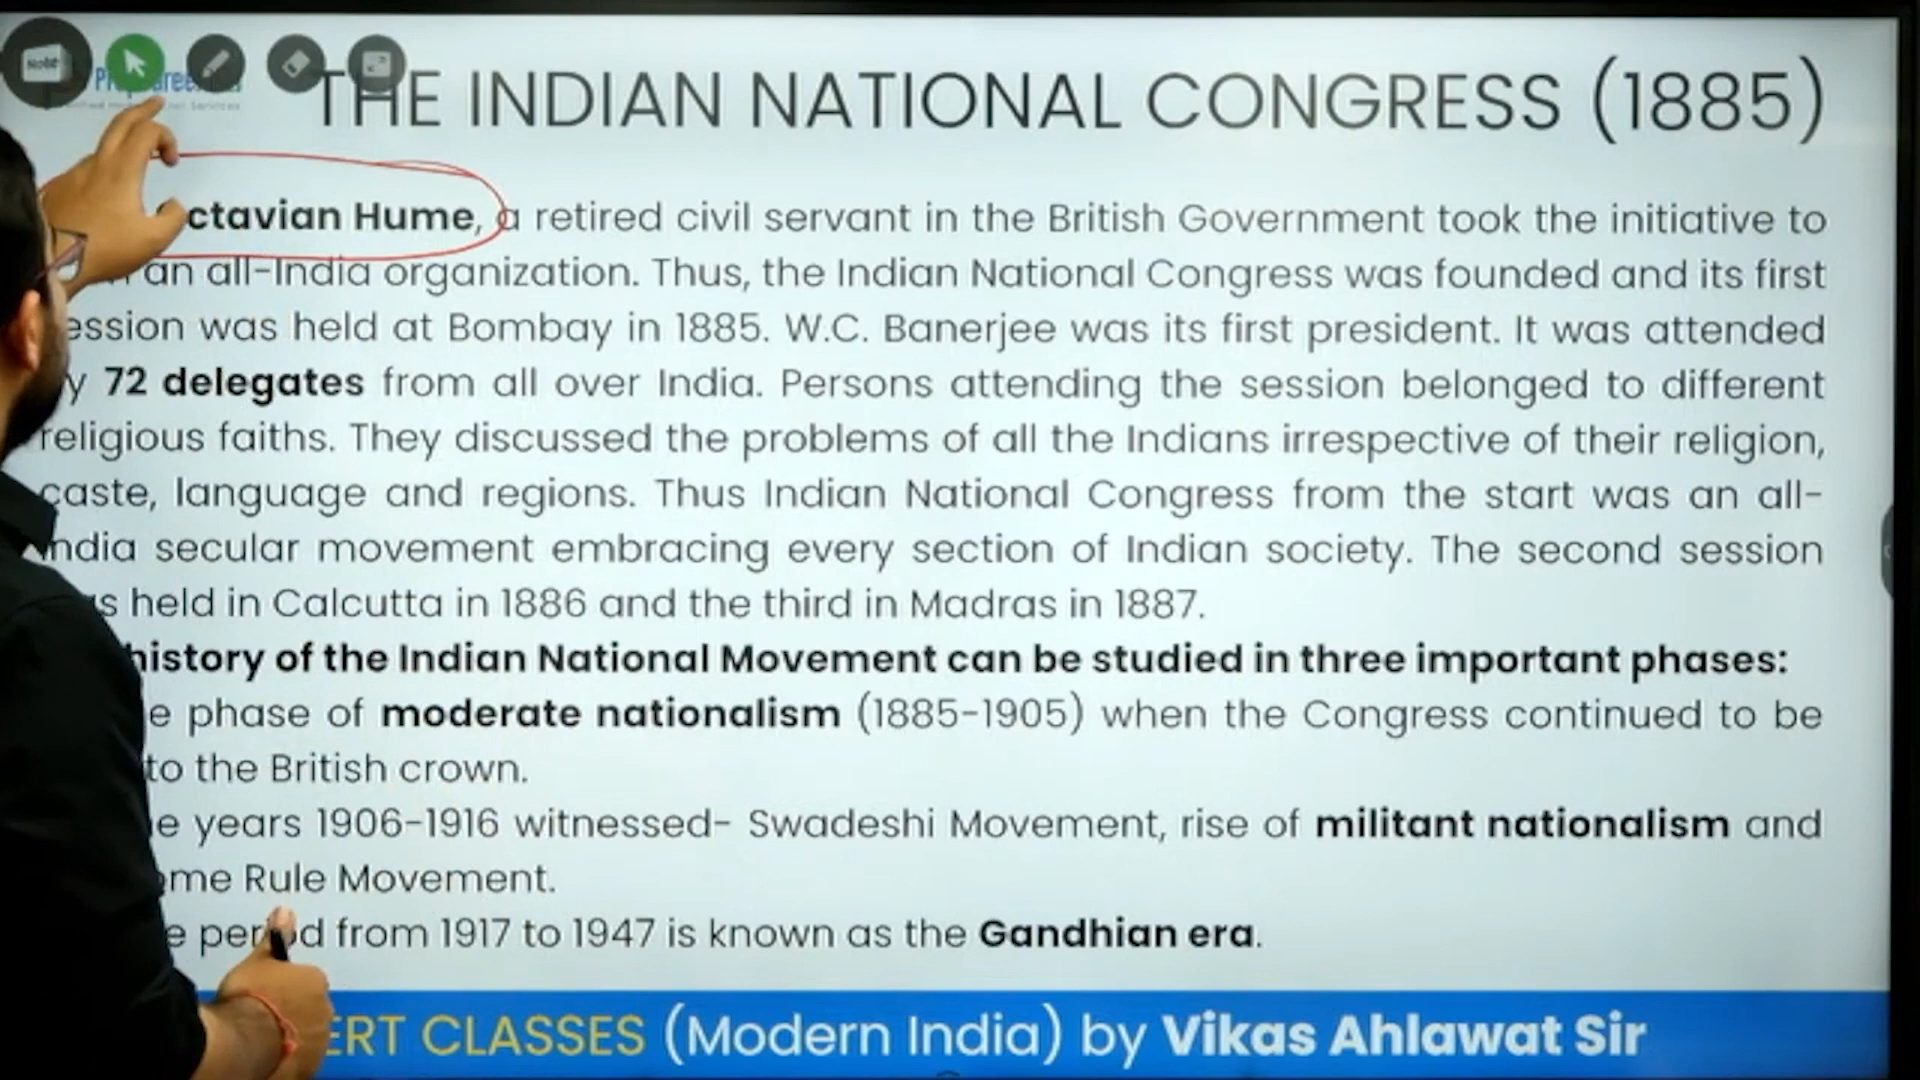 Note
THE INDIAN NATIONAL CONGRESS (1885)
ctavian Hume, a retired civil servant in the British Government took the initiative to
an all-India organization. Thus, the Indian National Congress was founded and its first
ession was held at Bombay in 1885. W.C. Banerjee was its first president. It was attended
y 72 delegates from all over India. Persons attending the session belonged to different
religious faiths. They discussed the problems of all the Indians irrespective of their religion,
caste, language and regions. Thus Indian National Congress from the start was an all-
ndia secular movement embracing every section of Indian society. The second session
s held in Calcutta in 1886 and the third in Madras in 1887.
history of the Indian National Movement can be studied in three important phases:
e phase of moderate nationalism (1885-1905) when the Congress continued to be
to the British crown.
e years 1906-1916 witnessed- Swadeshi Movement, rise of militant nationalism and
ome Rule Movement.
e period from 1917 to 1947 is known as the Gandhian era.
ERT CLASSES (Modern India) by Vikas Ahlawat Sir